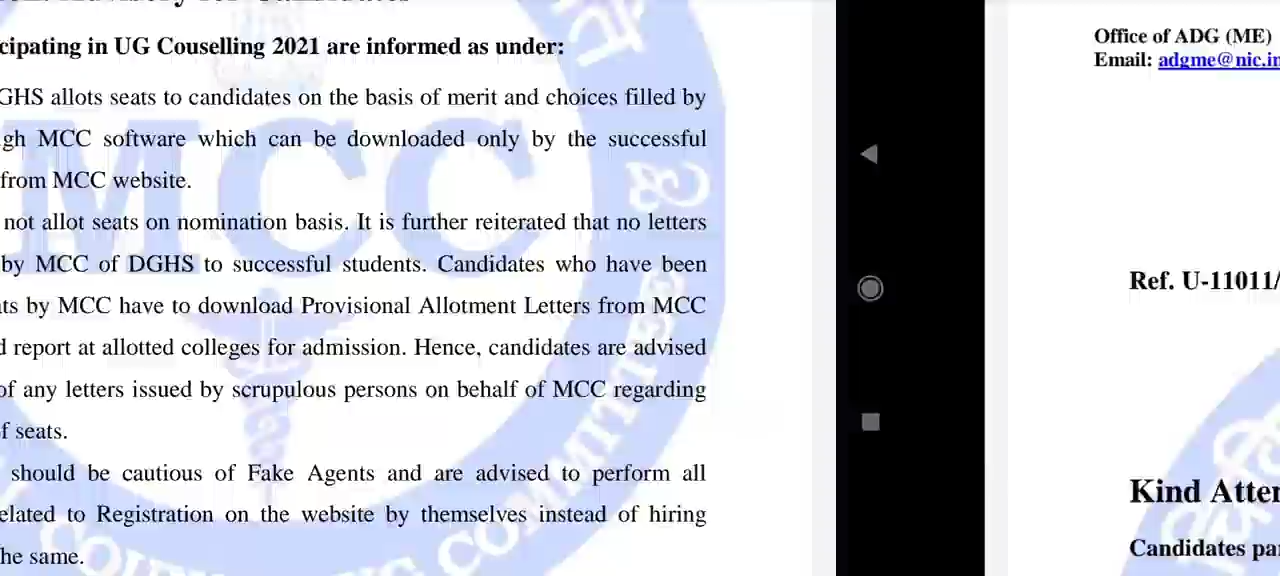 cipating in UG Couselling 2021 are informed as under:
GHS allots seats to candidates on the basis of merit and choices filled by
gh MCC software which can be downloaded only by the successful
from MCC website.
not allot seats on nomination basis. It is further reiterated that no letters
by MCC of DGHS to successful students. Candidates who have been
ts by MCC have to download Provisional Allotment Letters from MCC
d report at allotted colleges for admission. Hence, candidates are advised
of any letters issued by scrupulous persons on behalf of MCC regarding
f seats.
should be cautious of Fake Agents and are advised to perform all
elated to Registration on the website by themselves instead of hiring
he same.
MCC
COMMITTEE
Office of ADG (ME)
Email: adgme@nic.in
Ref. U-11011/
Kind Atten
Candidates par